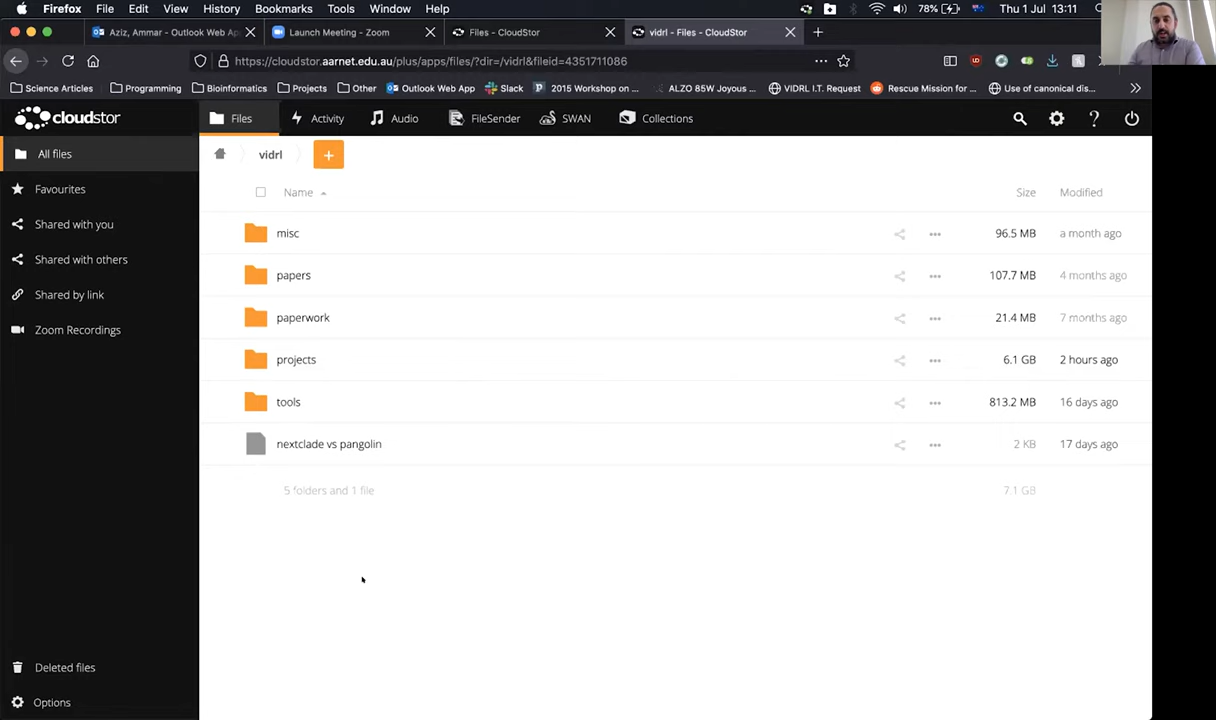 Firefox File Edit View History Bookmarks Tools Window Help 78% Thu 1 Jul 13:11
Aziz, Ammar - Outlook Web Ap Launch Meeting - Zoom Files - CloudStor vidrl - Files - CloudStor
https://cloudstor.aarnet.edu.au/plus/apps/files/?dir=/vidrl&fileid=4351711086
Science Articles Programming Bioinformatics Projects Other Outlook Web App Slack 2015 Workshop on ... ALZO 85W Joyous ... VIDRL I.T. Request Rescue Mission for ... Use of canonical dis...
cloudstor Files Activity Audio FileSender SWAN Collections
All files
Favourites
Shared with you
Shared with others
Shared by link
Zoom Recordings
Deleted files
Options
vidrl +
Name Size Modified
misc 96.5 MB a month ago
papers 107.7 MB 4 months ago
paperwork 21.4 MB 7 months ago
projects 6.1 GB 2 hours ago
tools 813.2 MB 16 days ago
nextclade vs pangolin 2 KB 17 days ago
5 folders and 1 file 7.1 GB